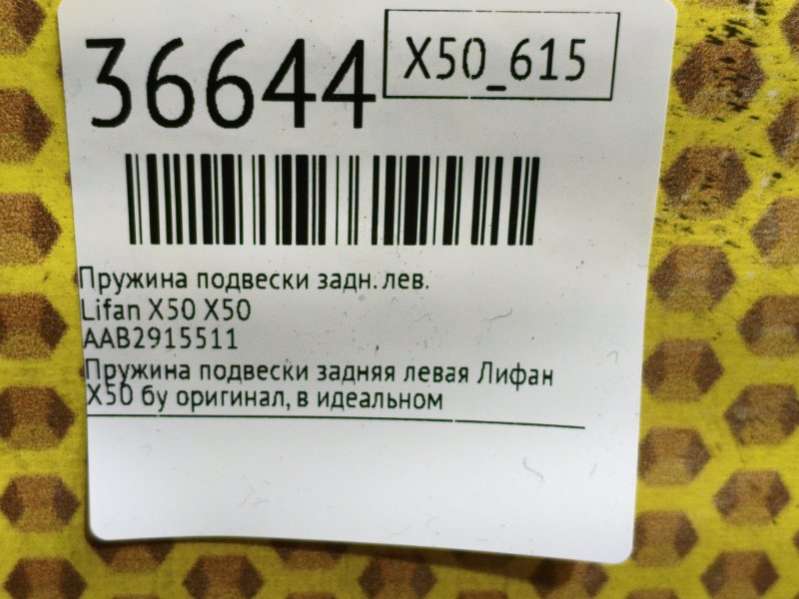 36644
X50_615
Пружина подвески задн. лев.
Lifan X50 X50
AAB2915511
Пружина подвески задняя левая Лифан
X50 бу оригинал, в идеальном